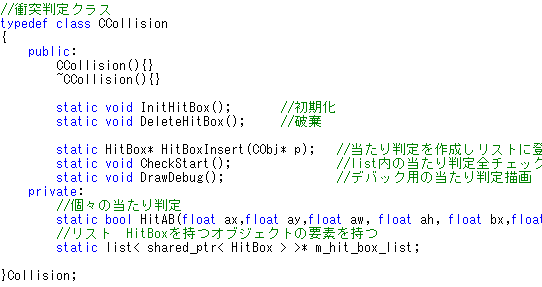 //衝突判定クラス
typedef class CCollision
{
public:
CCollision(){}
~CCollision(){}
static void InitHitBox(); //初期化
static void DeleteHitBox(); //破棄
static HitBox* HitBoxInsert(CObj* p); //当たり判定を作成しリストに登
static void CheckStart(); //list内の当たり判定全チェック
static void DrawDebug(); //デバック用の当たり判定描画
private:
//個々の当たり判定
static bool HitAB(float ax,float ay,float aw, float ah, float bx,float
//リスト　HitBoxを持つオブジェクトの要素を持つ
static list< shared_ptr< HitBox > >* m_hit_box_list;
}Collision;